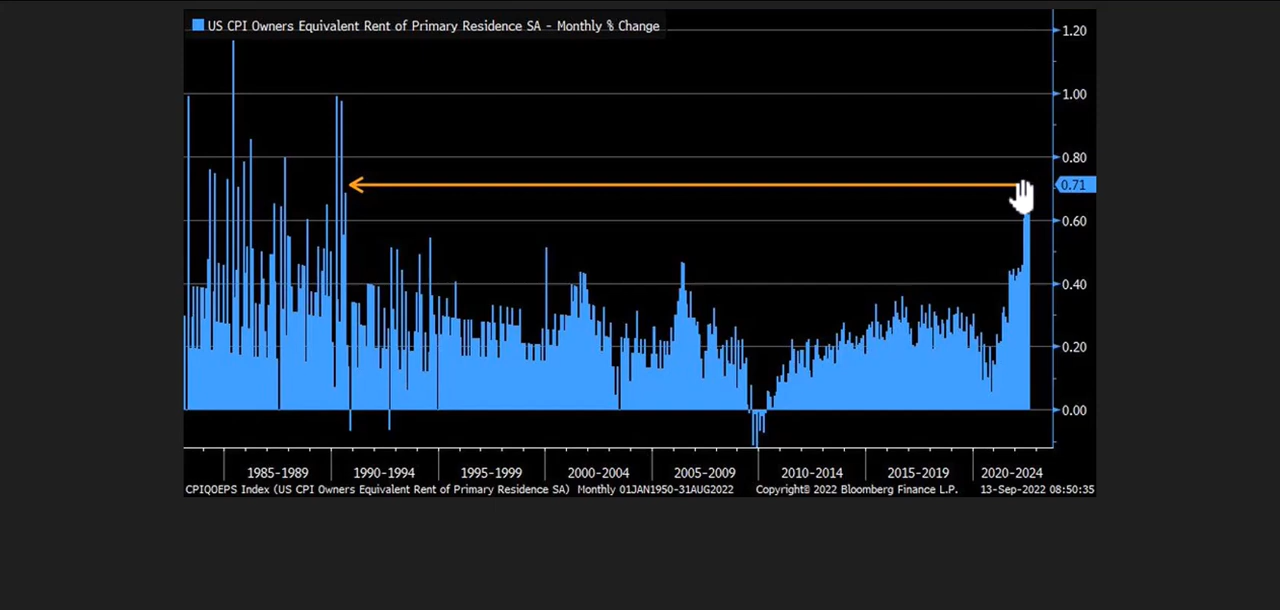 US CPI Owners Equivalent Rent of Primary Residence SA - Monthly % Change
1.20
1.00
0.80
0.71
0.60
0.40
0.20
0.00
1985-1989 1990-1994 1995-1999 2000-2004 2005-2009 2010-2014 2015-2019 2020-2024
CPIQOEPS Index (US CPI Owners Equivalent Rent of Primary Residence SA) Monthly 01JAN1950-31AUG2022 Copyright© 2022 Bloomberg Finance L.P. 13-Sep-2022 08:50:35